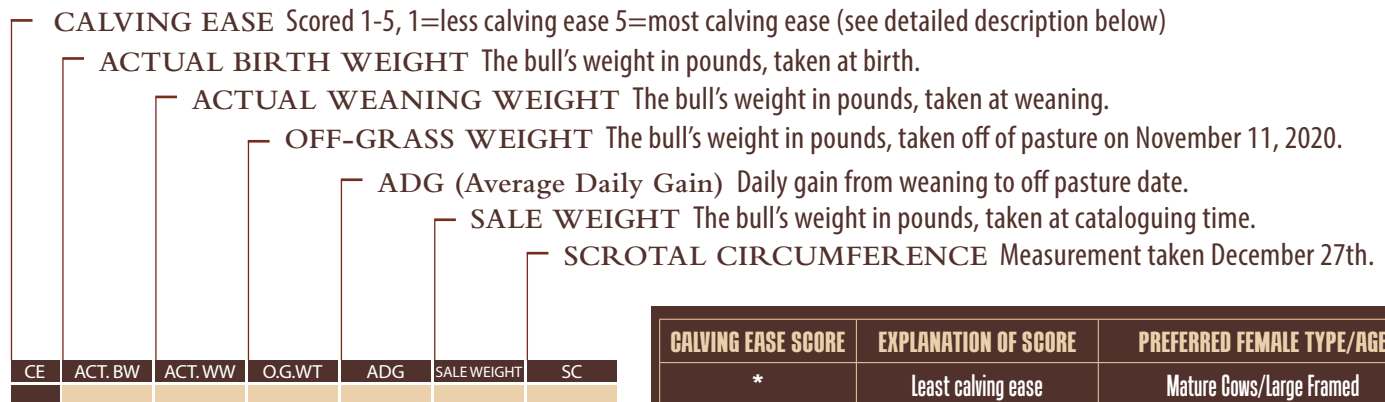 CALVING EASE Scored 1-5, 1=less calving ease 5=most calving ease (see detailed description below)
ACTUAL BIRTH WEIGHT The bull's weight in pounds, taken at birth.
ACTUAL WEANING WEIGHT The bull's weight in pounds, taken at weaning.
OFF-GRASS WEIGHT The bull's weight in pounds, taken off of pasture on November 11, 2020.
ADG (Average Daily Gain) Daily gain from weaning to off pasture date.
SALE WEIGHT The bull's weight in pounds, taken at cataloguing time.
SCROTAL CIRCUMFERENCE Measurement taken December 27th.
CE ACT. BW ACT. WW O.G.WT ADG SALE WEIGHT SC
CALVING EASE SCORE EXPLANATION OF SCORE PREFERRED FEMALE TYPE/AGE
* Least calving ease Mature Cows/Large Framed